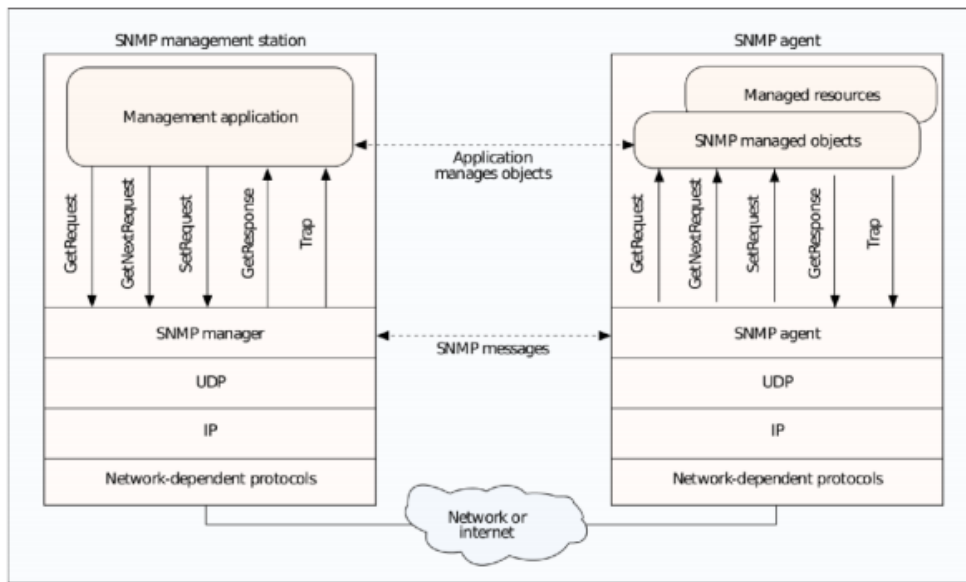 SNMP management station
Management application
GetRequest
GetNextRequest
SetRequest
GetResponse
Trap
SNMP manager
UDP
IP
Network-dependent protocols
Application
manages objects
SNMP messages
Network or
internet
SNMP agent
Managed resources
SNMP managed objects
GetRequest
GetNextRequest
SetRequest
GetResponse
Trap
SNMP agent
UDP
IP
Network-dependent protocols